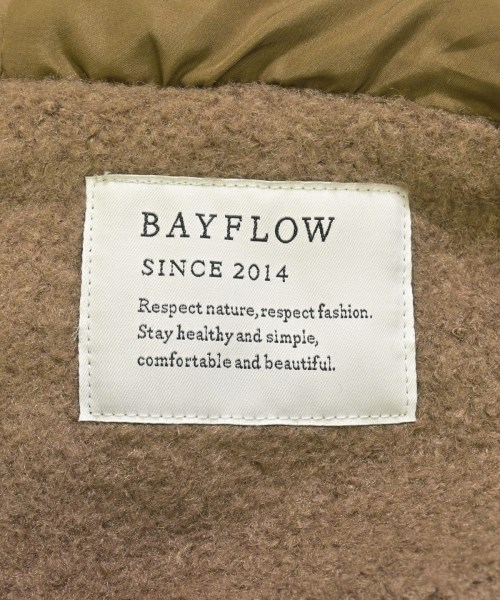 BAYFLOW
SINCE 2014
Respect nature, respect fashion.
Stay healthy and simple,
comfortable and beautiful.